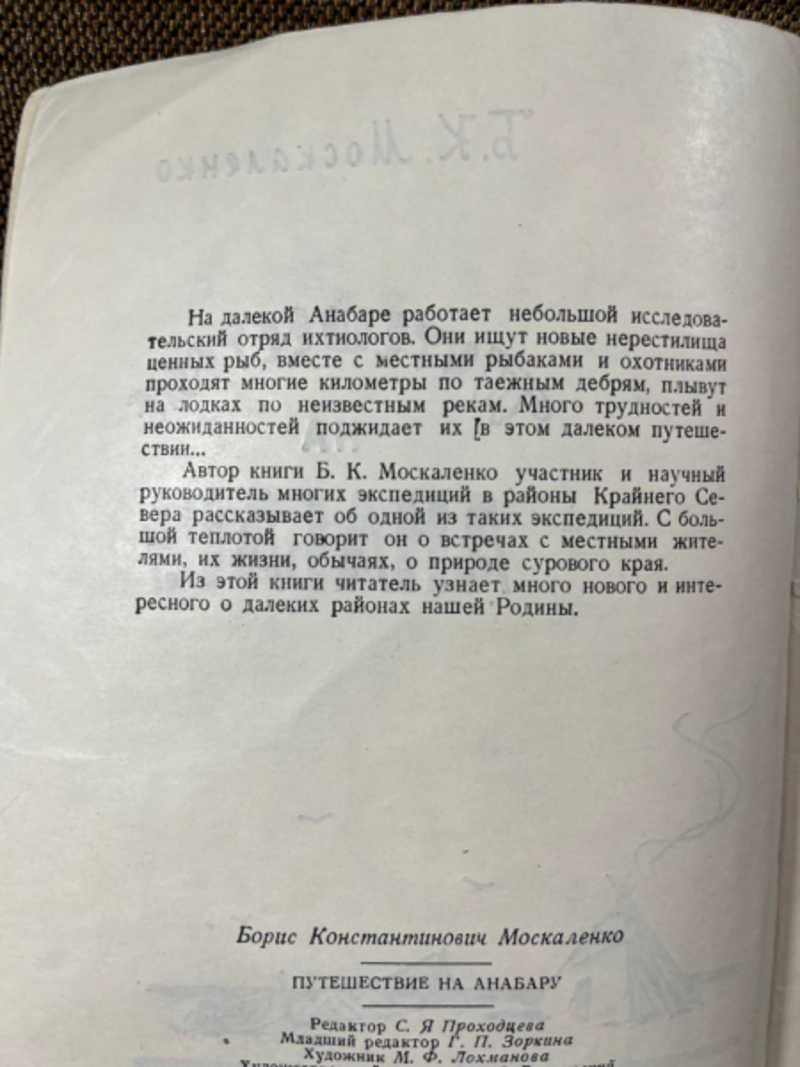 Б. К. Москаленко
На далекой Анабаре работает небольшой исследова-
тельский отряд ихтиологов. Они ищут новые нерестилища
ценных рыб, вместе с местными рыбаками и охотниками
проходят многие километры по таежным дебрям, плывут
на лодках по неизвестным рекам. Много трудностей и
неожиданностей поджидает их [в этом далеком путеше-
ствии...
Автор книги Б. К. Москаленко участник и научный
руководитель многих экспедиций в районы Крайнего Се-
вера рассказывает об одной из таких экспедиций. С боль-
шой теплотой говорит он о встречах с местными жите-
лями, их жизни, обычаях, о природе сурового края.
Из этой книги читатель узнает много нового и инте-
ресного о далеких районах нашей Родины.
Борис Константинович Москаленко
ПУТЕШЕСТВИЕ НА АНАБАРУ
Редактор С. Я Проходцева
Младший редактор Г. П. Зоркина
Художник М. Ф. Лохманова